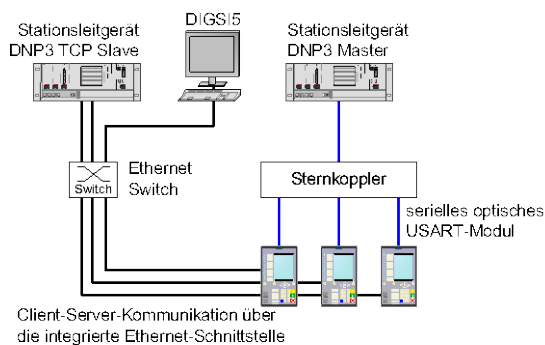 Stationsleitgerät
DNP3 TCP Slave
DIGSI5
Stationsleitgerät
DNP3 Master
Switch
Ethernet
Switch
Sternkoppler
serielles optisches
USART-Modul
Client-Server-Kommunikation über
die integrierte Ethernet-Schnittstelle